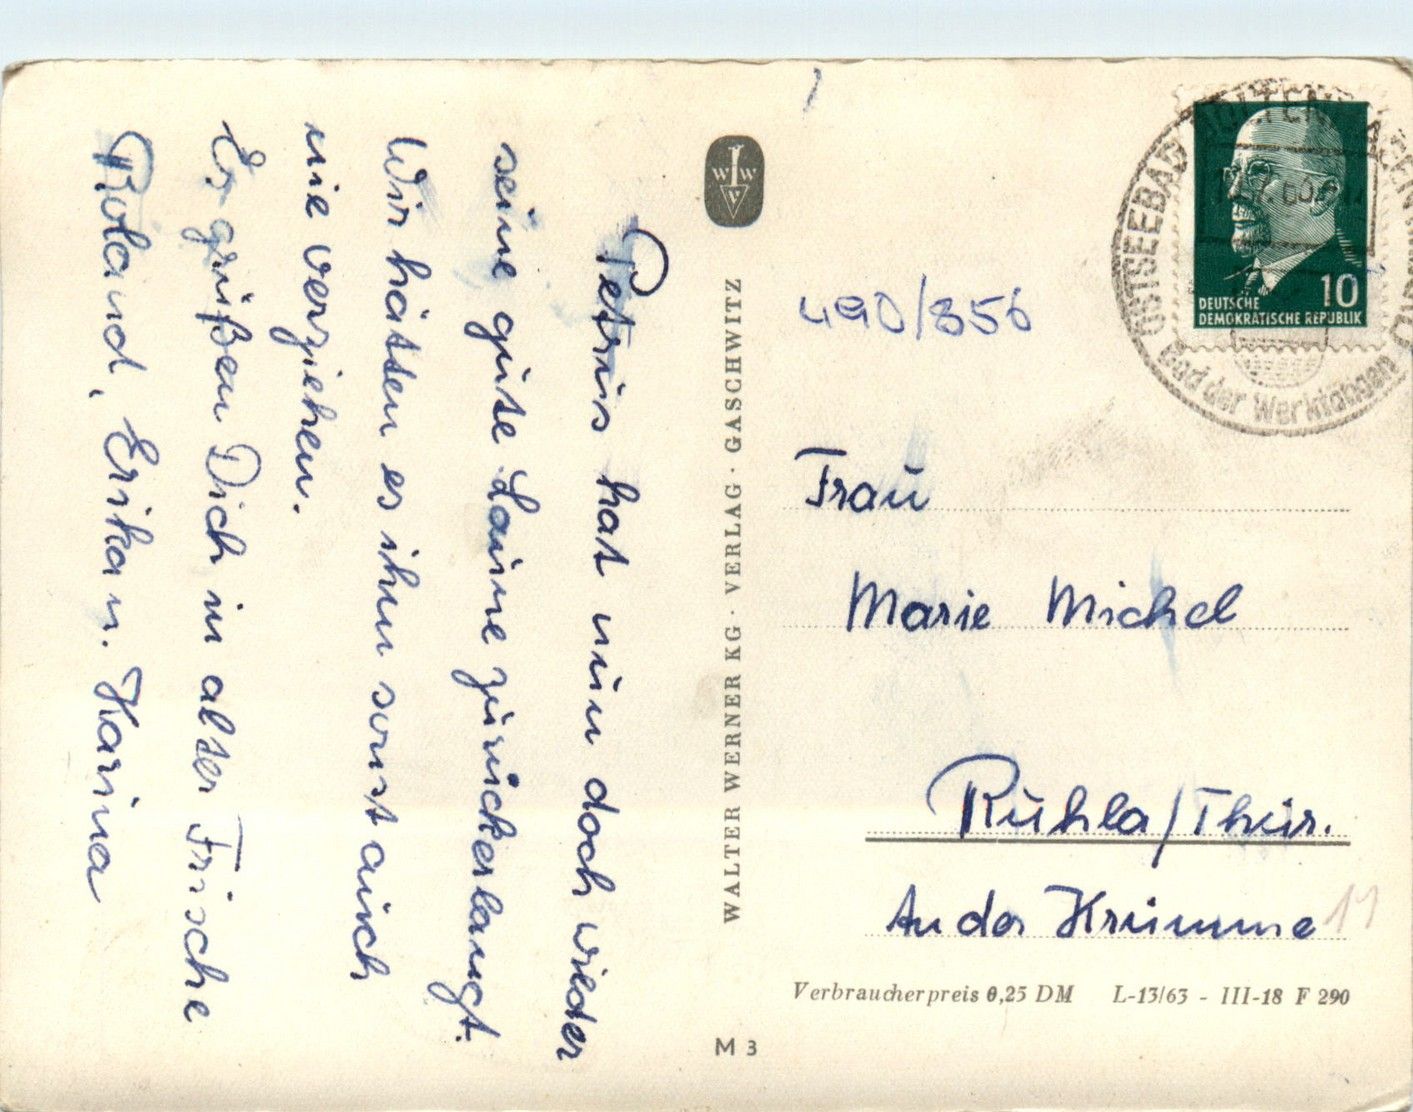 Petrus hat nun doch wieder
seine gute Laune zurückerlangt.
Wir hätten es ihm sonst auch
nie verziehen.
Es grüßen Dich in alter Frische
Roland, Erika u. Karina
W W
V
WALTER WERNER KG · VERLAG · GASCHWITZ
M 3
OSTSEEBAD BOLTENHAGEN
Bad der Werktätigen
10
DEUTSCHE
DEMOKRATISCHE REPUBLIK
490/356
Frau
Marie Michel
Ruhla/Thür.
An der Krümme 11
Verbraucherpreis 0,25 DM L-13/63 - III-18 F 290